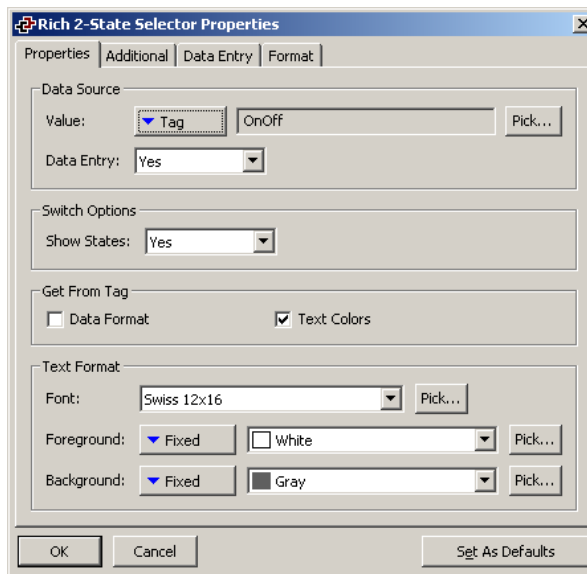 Rich 2-State Selector Properties
Properties Additional Data Entry Format
Data Source
Value: Tag OnOff Pick...
Data Entry: Yes
Switch Options
Show States: Yes
Get From Tag
Data Format Text Colors
Text Format
Font: Swiss 12x16 Pick...
Foreground: Fixed White Pick...
Background: Fixed Gray Pick...
OK Cancel Set As Defaults